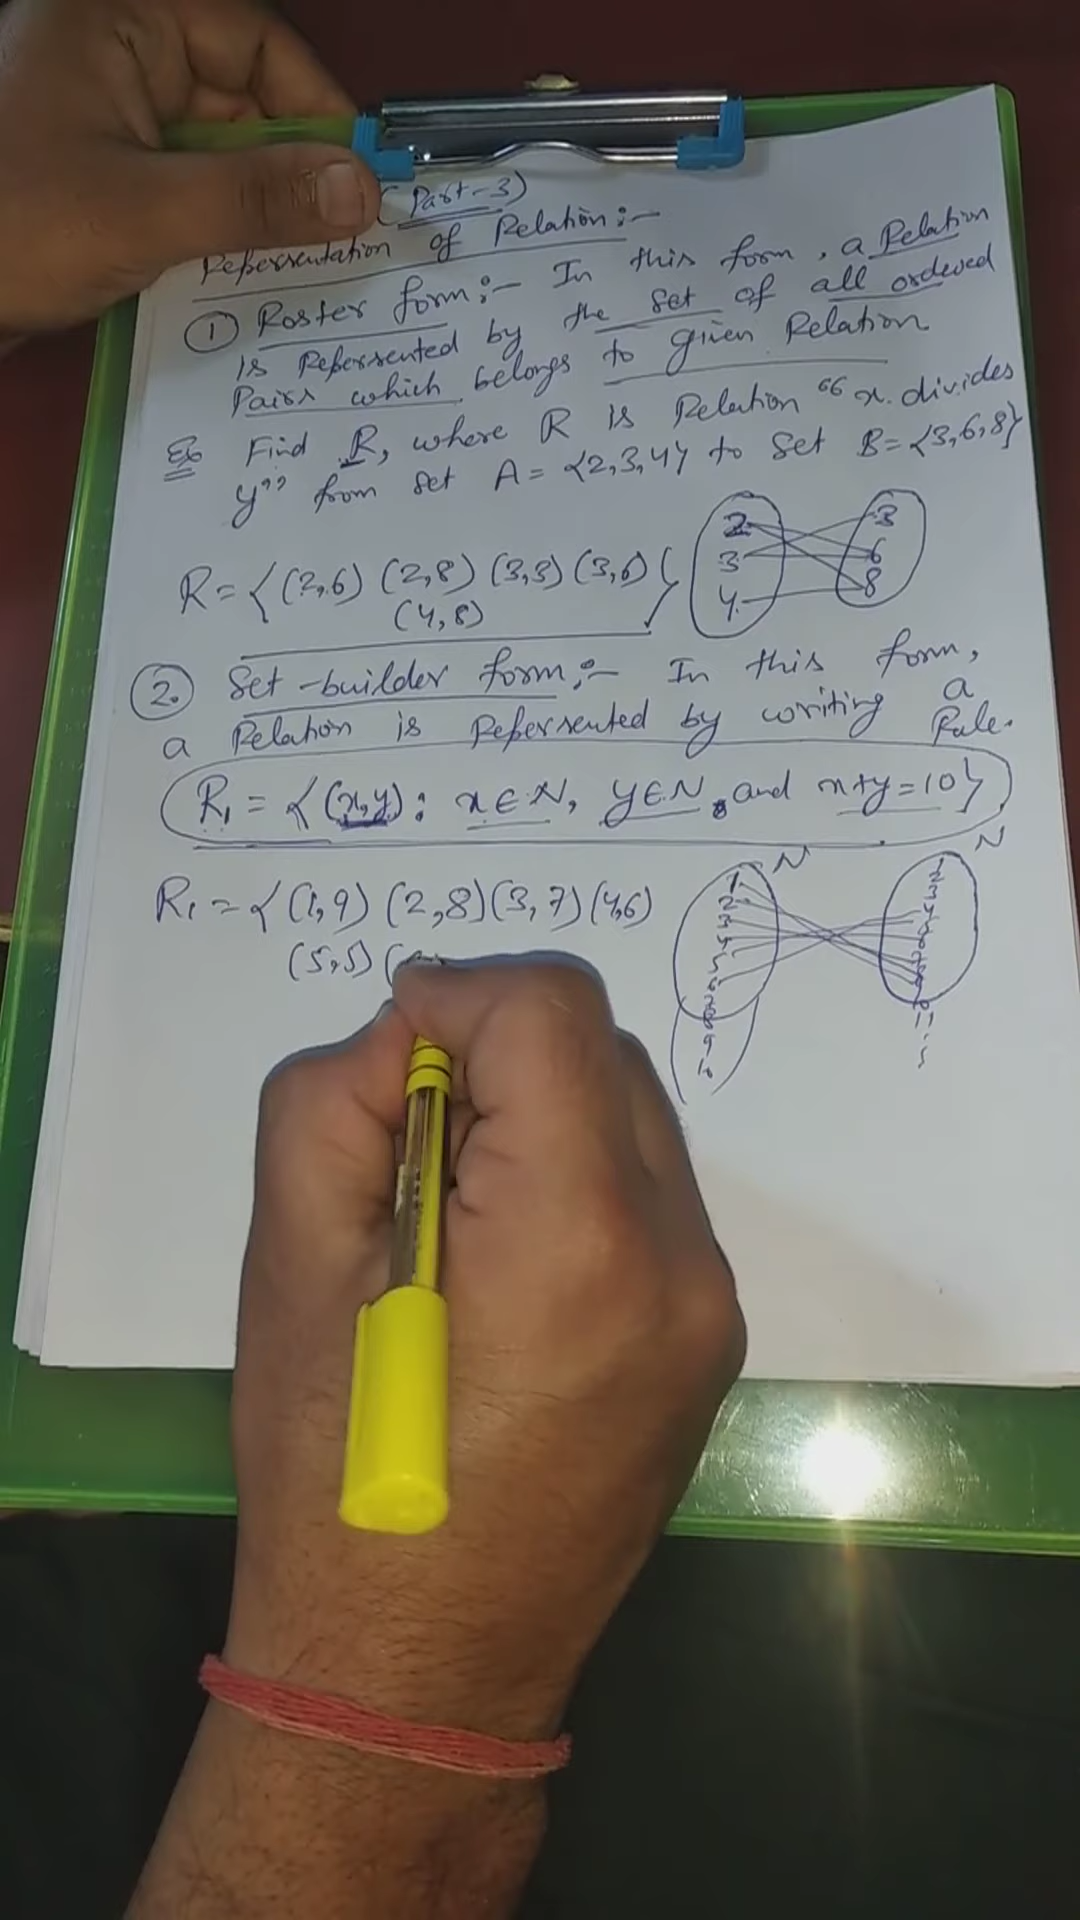 (Part-3)
Repersentation of Relation:-
① Roster form:- In this form, a Relation
is Repersented by the set of all ordered
Pairs which belongs to given Relation
Ex Find R, where R is Relation "x divides
y" from set A = {2,3,4} to set B = {3,6,8}
R = { (2,6) (2,8) (3,3) (3,6) }
(4,8)
2 3
3 6
4 8
②. Set-builder form:- In this form,
a Relation is Repersented by writing a
Rule.
R₁ = { (x,y) : x ∈ N, y ∈ N, and x+y=10 }
N N
R₁ = { (1,9) (2,8) (3,7) (4,6)
(5,5) (